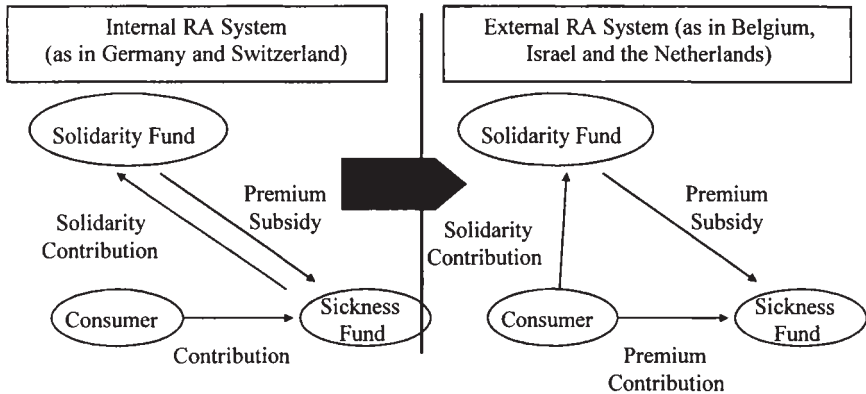 Internal RA System
(as in Germany and Switzerland)
Solidarity Fund
Premium
Subsidy
Solidarity
Contribution
Consumer
Sickness
Fund
Contribution
External RA System (as in Belgium,
Israel and the Netherlands)
Solidarity Fund
Premium
Subsidy
Solidarity
Contribution
Consumer
Sickness
Fund
Premium
Contribution